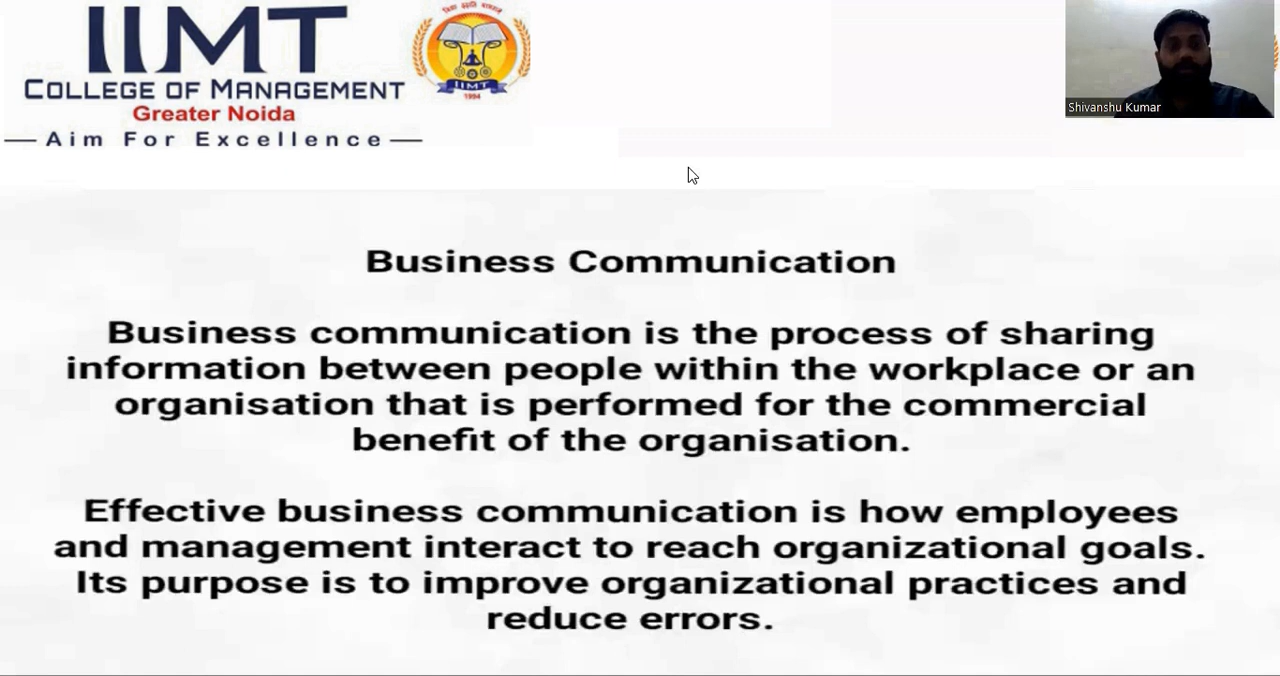 IIMT
COLLEGE OF MANAGEMENT
Greater Noida
Aim For Excellence
IIMT
1994
Shivanshu Kumar
Business Communication
Business communication is the process of sharing
information between people within the workplace or an
organisation that is performed for the commercial
benefit of the organisation.
Effective business communication is how employees
and management interact to reach organizational goals.
Its purpose is to improve organizational practices and
reduce errors.